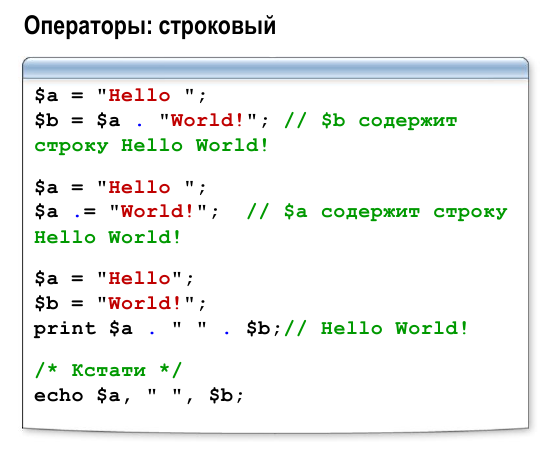 Операторы: строковый
$a = "Hello ";
$b = $a . "World!"; // $b содержит
строку Hello World!
$a = "Hello ";
$a .= "World!";  // $a содержит строку
Hello World!
$a = "Hello";
$b = "World!";
print $a . " " . $b;// Hello World!
/* Кстати */
echo $a, " ", $b;